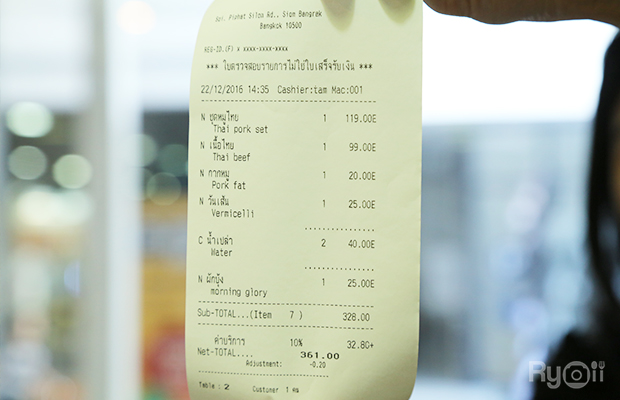 Soi. Piphat Silom Rd., Siom Bangrak
Bangkok 10500
REG-ID.(F) x xxxx-xxxx-xxxx
*** ใบตรวจสอบรายการไม่ใช่ใบเสร็จรับเงิน ***
22/12/2016 14:35 Cashier:tam Mac:001
N ชุดหมูไทย 1 119.00E
Thai pork set
N เนื้อไทย 1 99.00E
Thai beef
N กากหมู 1 20.00E
Pork fat
N วันเส้น 1 25.00E
Vermicelli
C น้ำเปล่า 2 40.00E
Water
N ผักบุ้ง 1 25.00E
morning glory
Sub-TOTAL...(Item 7 ) 328.00
ค่าบริการ 10% 32.80+
Net-TOTAL.... 361.00
Adjustment: -0.20
Table : 2 Customer 1 คน
Ryoii